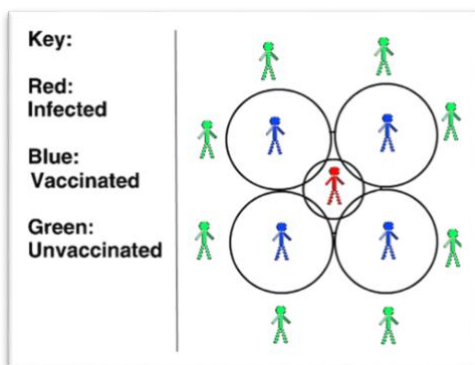 Key:
Red:
Infected
Blue:
Vaccinated
Green:
Unvaccinated